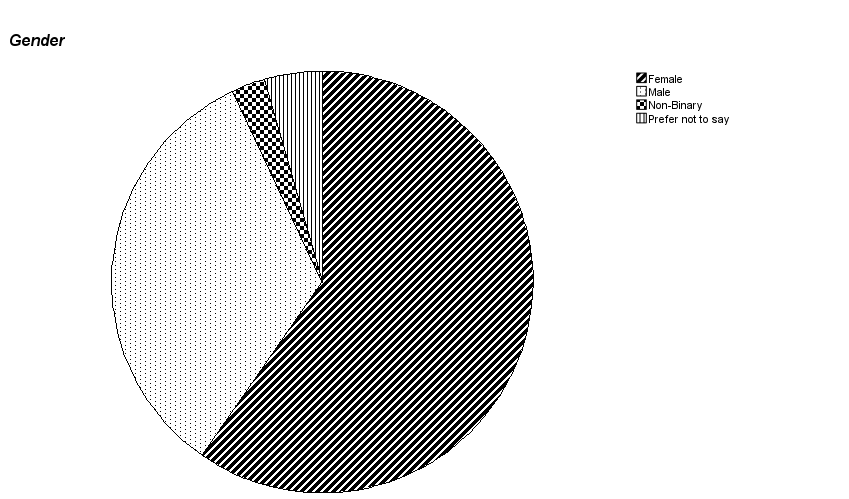 Gender
Female
Male
Non-Binary
Prefer not to say